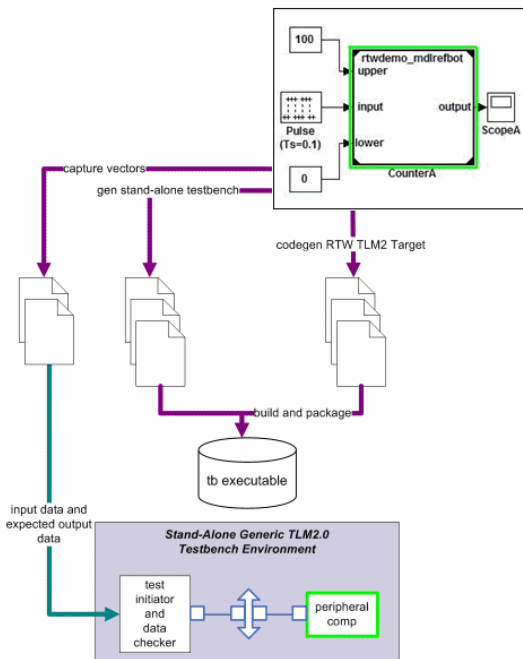 100
rtwdemo_mdlrefbot
upper
input
output
Pulse
(Ts=0.1)
ScopeA
lower
0
CounterA
capture vectors
gen stand-alone testbench
codegen RTW TLM2 Target
build and package
tb executable
input data and
expected output
data
Stand-Alone Generic TLM2.0
Testbench Environment
test
initiator
and
data
checker
peripheral
comp